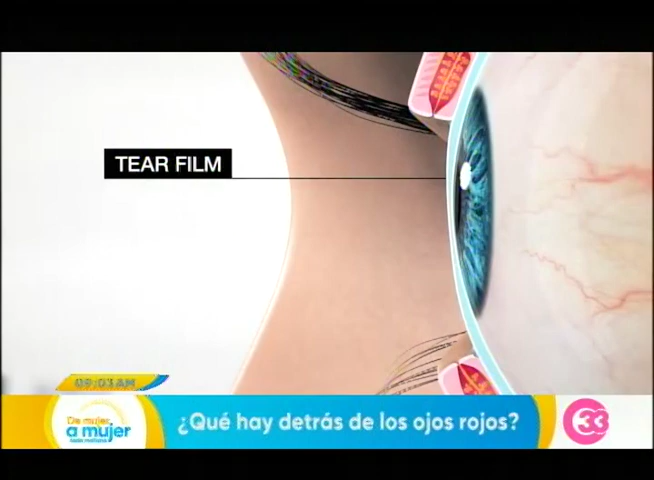 TEAR FILM
09:03 AM
De mujer
a mujer
¿Qué hay detrás de los ojos rojos?
33